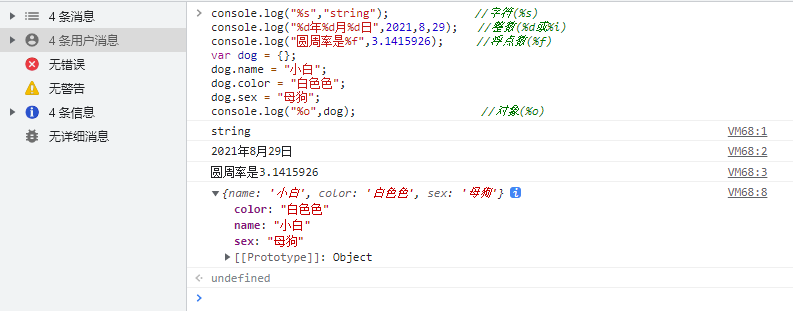 4 条消息
4 条用户消息
无错误
无警告
4 条信息
无详细消息
console.log("%s","string");             //字符(%s)
console.log("%d年%d月%d日",2021,8,29);   //整数(%d或%i)
console.log("圆周率是%f",3.1415926);     //浮点数(%f)
var dog = {};
dog.name = "小白";
dog.color = "白色色";
dog.sex = "母狗";
console.log("%o",dog);                   //对象(%o)
string VM68:1
2021年8月29日 VM68:2
圆周率是3.1415926 VM68:3
{name: '小白', color: '白色色', sex: '母狗'} i VM68:8
color: "白色色"
name: "小白"
sex: "母狗"
[[Prototype]]: Object
undefined